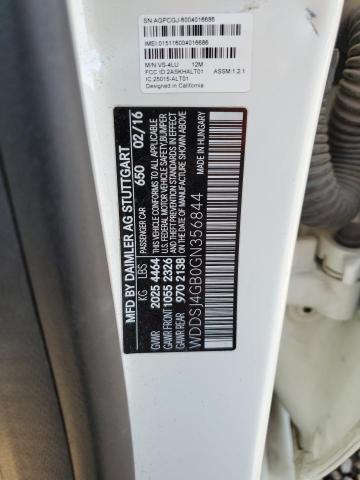 SN:AGPCGJ-6004016686
IMEI:015116004016686
M/N:VS-4LU 12M
FCC ID:2ASKHALT01 ASSM:1.2.1
IC:25015-ALT01
Designed in California
MFD BY DAIMLER AG STUTTGART
PASSENGER CAR 650 02/16
KG LBS
GVWR 2025 4464
GAWR FRONT 1055 2326
GAWR REAR 970 2138
THIS VEHICLE CONFORMS TO ALL APPLICABLE
FEDERAL MOTOR VEHICLE SAFETY, BUMPER
AND THEFT PREVENTION STANDARDS
IN EFFECT ON THE DATE OF
MANUFACTURE SHOWN ABOVE.
MADE IN HUNGARY
WDDSJ4GB0GN356844